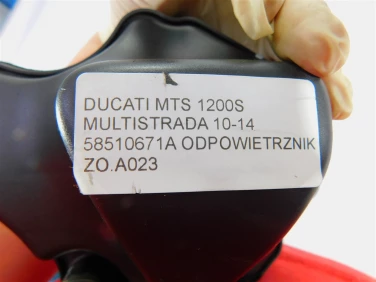 DUCATI MTS 1200S
MULTISTRADA 10-14
58510671A ODPOWIETRZNIK
ZO.A023